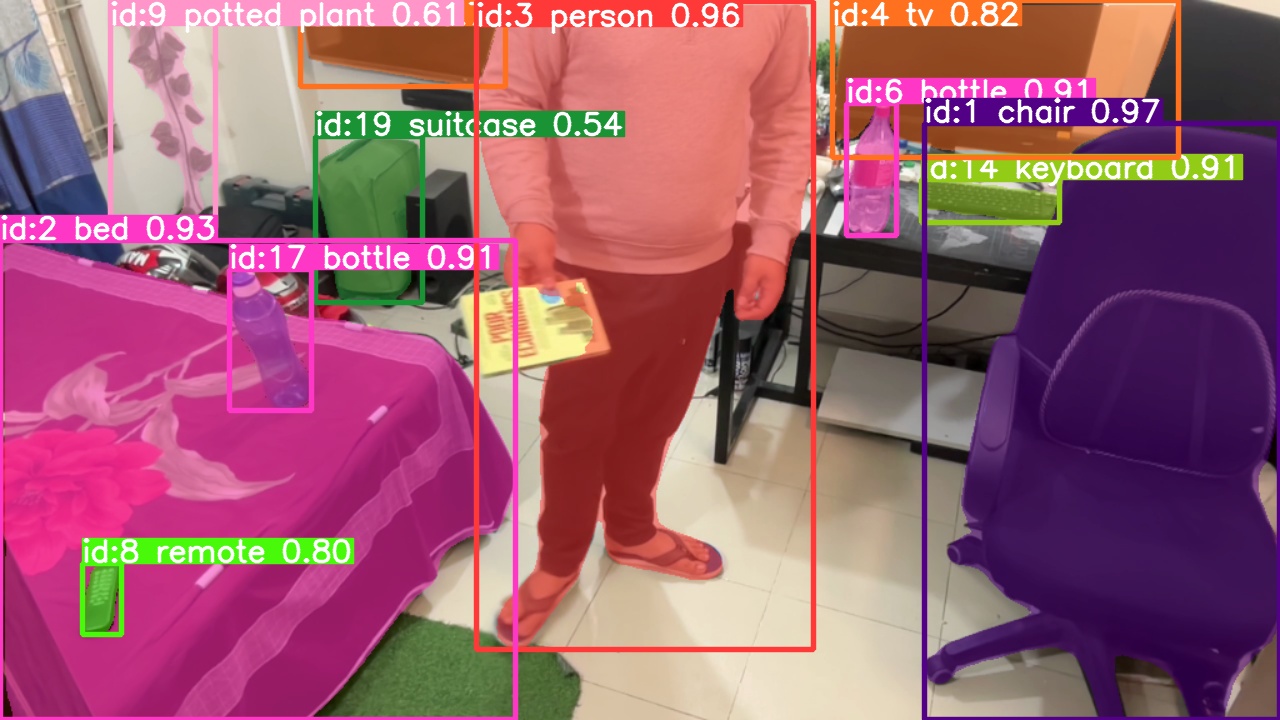 id:9 potted plant 0.61
id:3 person 0.96
id:4 tv 0.82
id:6 bottle 0.91
id:1 chair 0.97
id:19 suitcase 0.54
d:14 keyboard 0.91
id:2 bed 0.93
id:17 bottle 0.91
POOR
ECONOMICS
id:8 remote 0.80